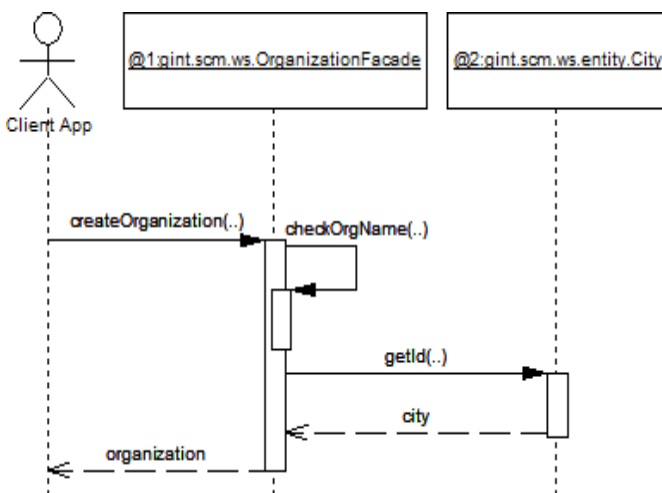 @1:gint.scm.ws.OrganizationFacade
@2:gint.scm.ws.entity.City
Client App
createOrganization(..)
checkOrgName(..)
getId(..)
city
organization